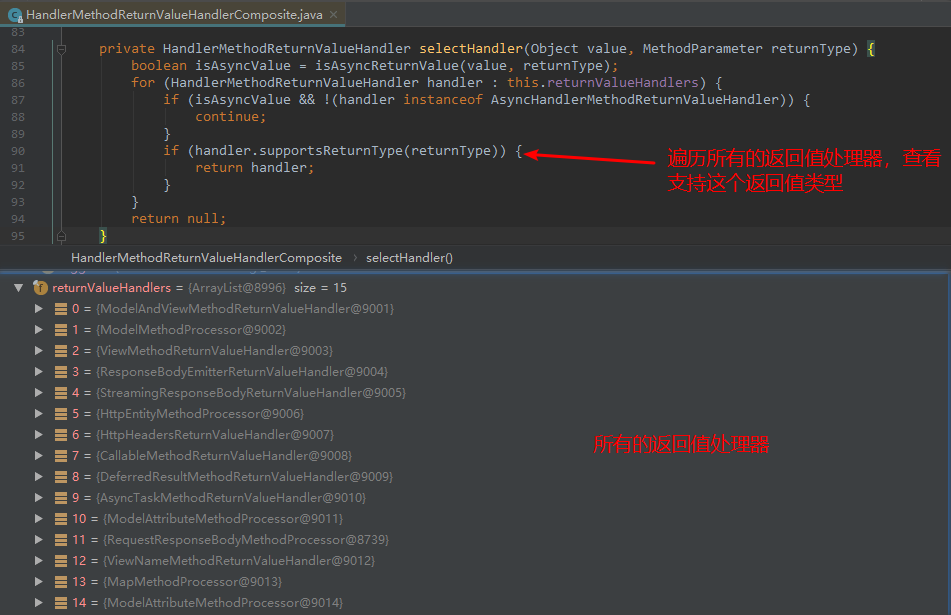 HandlerMethodReturnValueHandlerComposite.java ×
83
84 private HandlerMethodReturnValueHandler selectHandler(Object value, MethodParameter returnType) {
85 boolean isAsyncValue = isAsyncReturnValue(value, returnType);
86 for (HandlerMethodReturnValueHandler handler : this.returnValueHandlers) {
87 if (isAsyncValue && !(handler instanceof AsyncHandlerMethodReturnValueHandler)) {
88 continue;
89 }
90 if (handler.supportsReturnType(returnType)) {
遍历所有的返回值处理器，查看
支持这个返回值类型
91 return handler;
92 }
93 }
94 return null;
95 }
HandlerMethodReturnValueHandlerComposite › selectHandler()
returnValueHandlers = {ArrayList@8996} size = 15
0 = {ModelAndViewMethodReturnValueHandler@9001}
1 = {ModelMethodProcessor@9002}
2 = {ViewMethodReturnValueHandler@9003}
3 = {ResponseBodyEmitterReturnValueHandler@9004}
4 = {StreamingResponseBodyReturnValueHandler@9005}
5 = {HttpEntityMethodProcessor@9006}
6 = {HttpHeadersReturnValueHandler@9007}
所有的返回值处理器
7 = {CallableMethodReturnValueHandler@9008}
8 = {DeferredResultMethodReturnValueHandler@9009}
9 = {AsyncTaskMethodReturnValueHandler@9010}
10 = {ModelAttributeMethodProcessor@9011}
11 = {RequestResponseBodyMethodProcessor@8739}
12 = {ViewNameMethodReturnValueHandler@9012}
13 = {MapMethodProcessor@9013}
14 = {ModelAttributeMethodProcessor@9014}